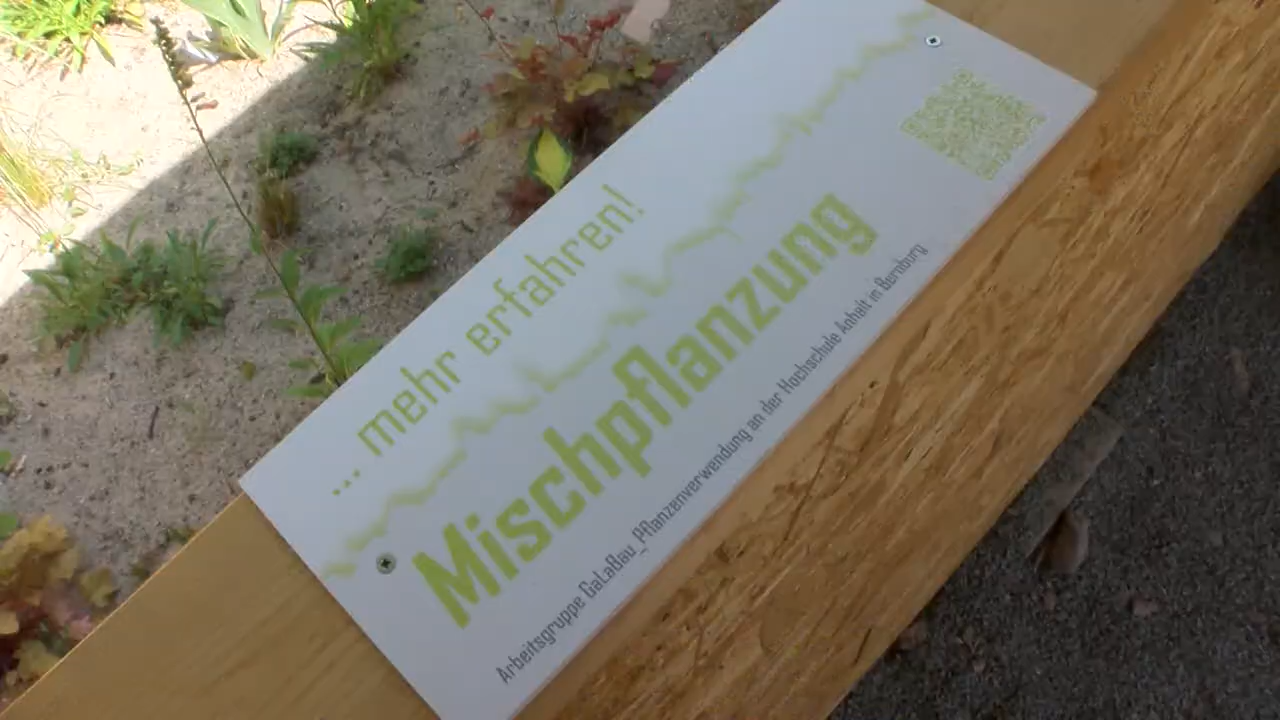 ... mehr erfahren!
Mischpflanzung
Arbeitsgruppe GaLaBau_Pflanzenverwendung an der Hochschule Anhalt in Bernburg